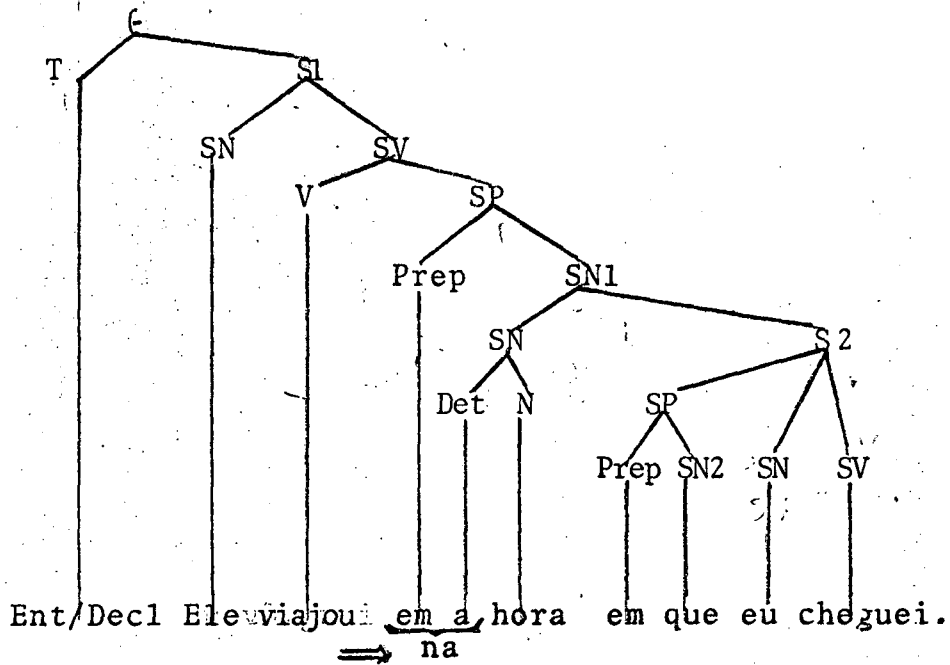 T S1
SN SV
V SP
Prep SN1
SN S2
Det N SP
Prep SN2 SN SV
Ent/Decl Ele viajou em a hora em que eu cheguei.
⇒ na